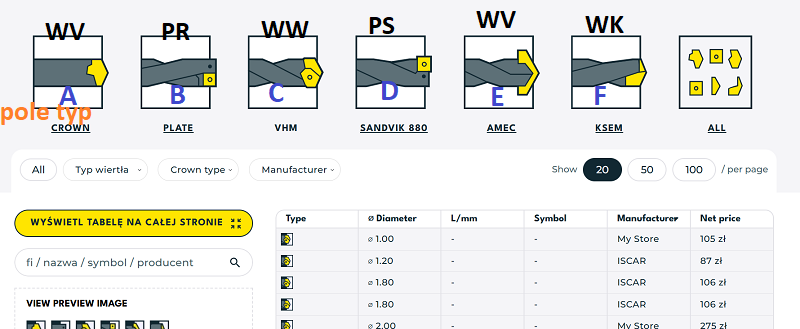 WV PR WW PS WV WK
A B C D E F
pole typ
CROWN PLATE VHM SANDVIK 880 AMEC KSEM ALL
All Typ wiertła Crown type Manufacturer Show 20 50 100 / per page
WYŚWIETL TABELĘ NA CAŁEJ STRONIE
fi / nazwa / symbol / producent
VIEW PREVIEW IMAGE
Type ⌀ Diameter L/mm Symbol Manufacturer Net price
⌀ 1.00 - - My Store 105 zł
⌀ 1.20 - - ISCAR 87 zł
⌀ 1.80 - - ISCAR 106 zł
⌀ 1.80 - - ISCAR 106 zł
⌀ 2.00 - - My Store 275 zł